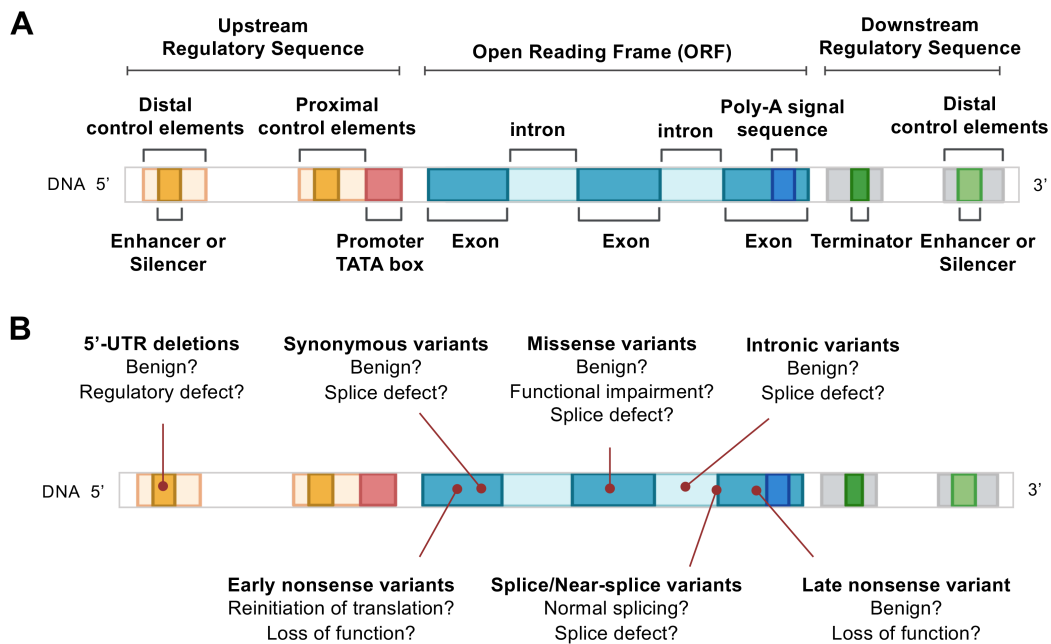 A
Upstream
Regulatory Sequence
Open Reading Frame (ORF)
Downstream
Regulatory Sequence
Distal
control elements
Proximal
control elements
intron
intron
Poly-A signal
sequence
Distal
control elements
DNA 5’
3’
Enhancer or
Silencer
Promoter
TATA box
Exon
Exon
Exon
Terminator
Enhancer or
Silencer
B
5’-UTR deletions
Benign?
Regulatory defect?
Synonymous variants
Benign?
Splice defect?
Missense variants
Benign?
Functional impairment?
Splice defect?
Intronic variants
Benign?
Splice defect?
DNA 5’
3’
Early nonsense variants
Reinitiation of translation?
Loss of function?
Splice/Near-splice variants
Normal splicing?
Splice defect?
Late nonsense variant
Benign?
Loss of function?